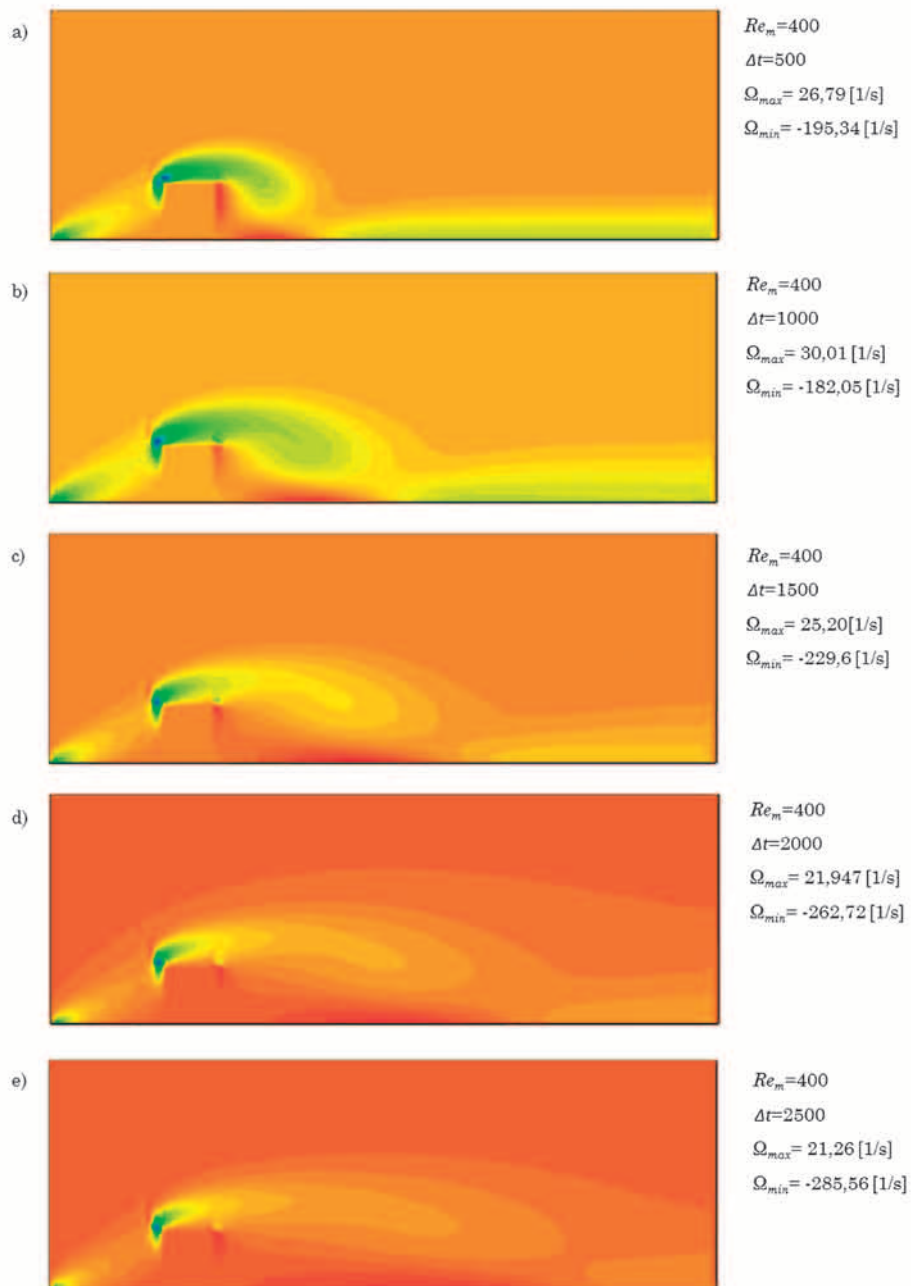 a)
Re_m=400
Δt=500
Ω_max= 26,79 [1/s]
Ω_min= -195,34 [1/s]
b)
Re_m=400
Δt=1000
Ω_max= 30,01 [1/s]
Ω_min= -182,05 [1/s]
c)
Re_m=400
Δt=1500
Ω_max= 25,20[1/s]
Ω_min= -229,6 [1/s]
d)
Re_m=400
Δt=2000
Ω_max= 21,947 [1/s]
Ω_min= -262,72 [1/s]
e)
Re_m=400
Δt=2500
Ω_max= 21,26 [1/s]
Ω_min= -285,56 [1/s]